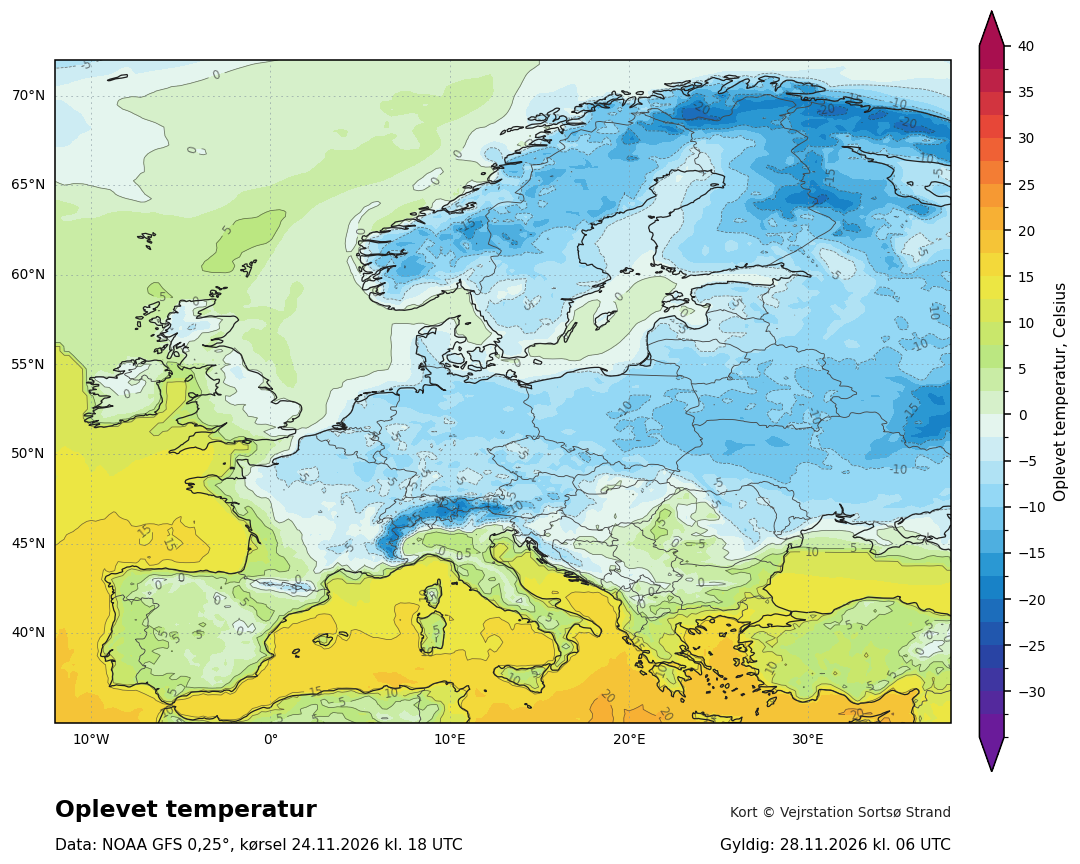 40
35
30
25
20
15
10
5
0
−5
−10
−15
−20
−25
−30
Oplevet temperatur, Celsius
70°N
65°N
60°N
55°N
50°N
45°N
40°N
10°W
0°
10°E
20°E
30°E
Oplevet temperatur
Kort © Vejrstation Sortsø Strand
Data: NOAA GFS 0,25°, kørsel 24.11.2026 kl. 18 UTC
Gyldig: 28.11.2026 kl. 06 UTC